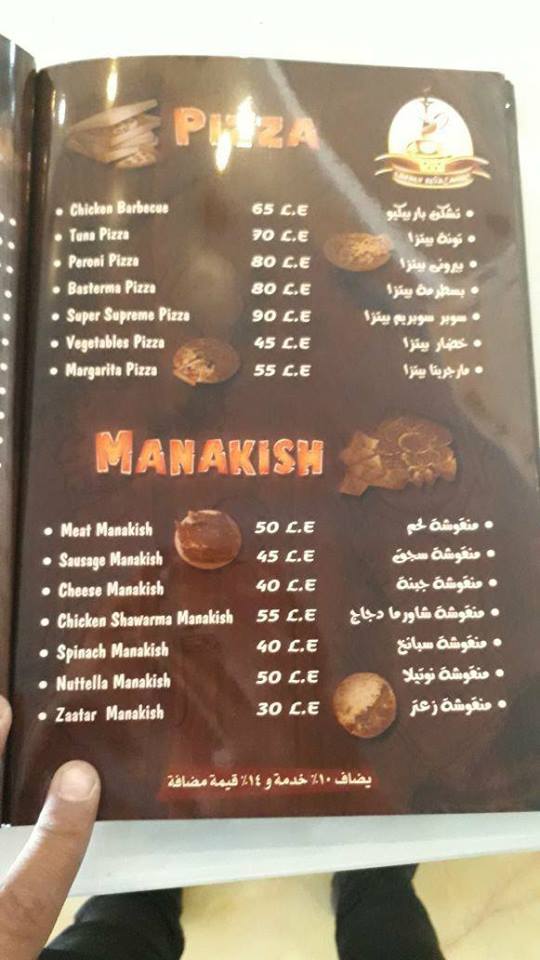 PIZZA
Chicken Barbecue 65 L.E تشكن باربيكيو
Tuna Pizza 70 L.E تونة بيتزا
Peroni Pizza 80 L.E بيرونى بيتزا
Basterma Pizza 80 L.E بسطرمة بيتزا
Super Supreme Pizza 90 L.E سوبر سوبريم بيتزا
Vegetables Pizza 45 L.E خضار بيتزا
Margarita Pizza 55 L.E مارجريتا بيتزا
MANAKISH
Meat Manakish 50 L.E منقوشة لحم
Sausage Manakish 45 L.E منقوشة سجق
Cheese Manakish 40 L.E منقوشة جبنة
Chicken Shawarma Manakish 55 L.E منقوشة شاورما دجاج
Spinach Manakish 40 L.E منقوشة سبانخ
Nuttella Manakish 50 L.E منقوشة نوتيلا
Zaatar Manakish 30 L.E منقوشة زعتر
يضاف ١٠٪ خدمة و ١٤٪ قيمة مضافة